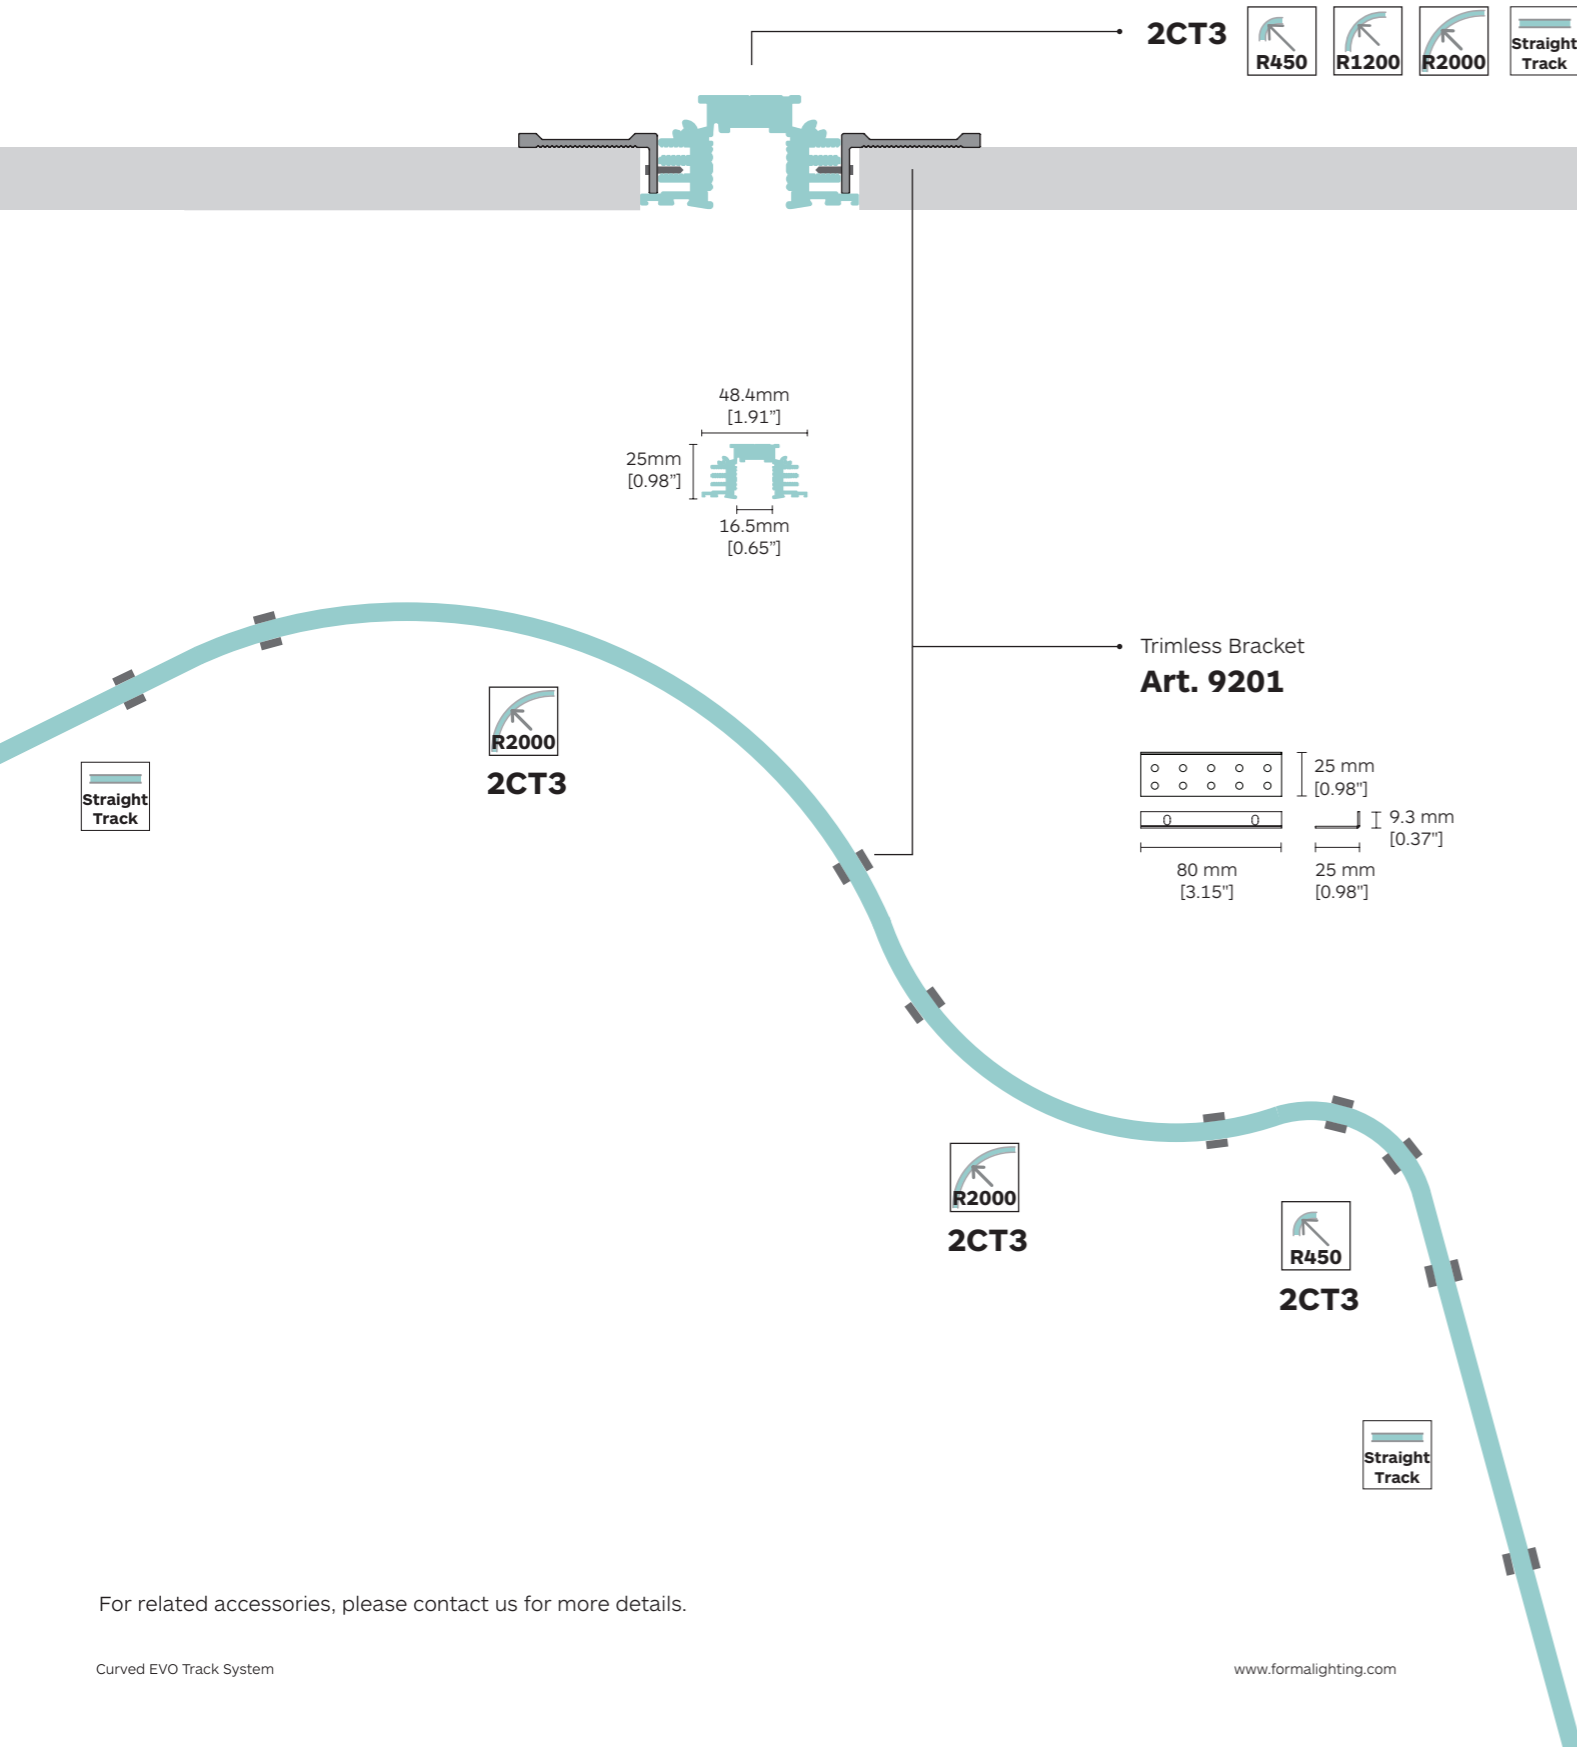 2CT3
R450
R1200
R2000
Straight
Track
48.4mm
[1.91”]
25mm
[0.98”]
16.5mm
[0.65”]
Trimless Bracket
Art. 9201
R2000
2CT3
Straight
Track
25 mm
[0.98"]
9.3 mm
[0.37"]
80 mm
[3.15"]
25 mm
[0.98"]
R2000
2CT3
R450
2CT3
Straight
Track
For related accessories, please contact us for more details.
Curved EVO Track System
www.formalighting.com